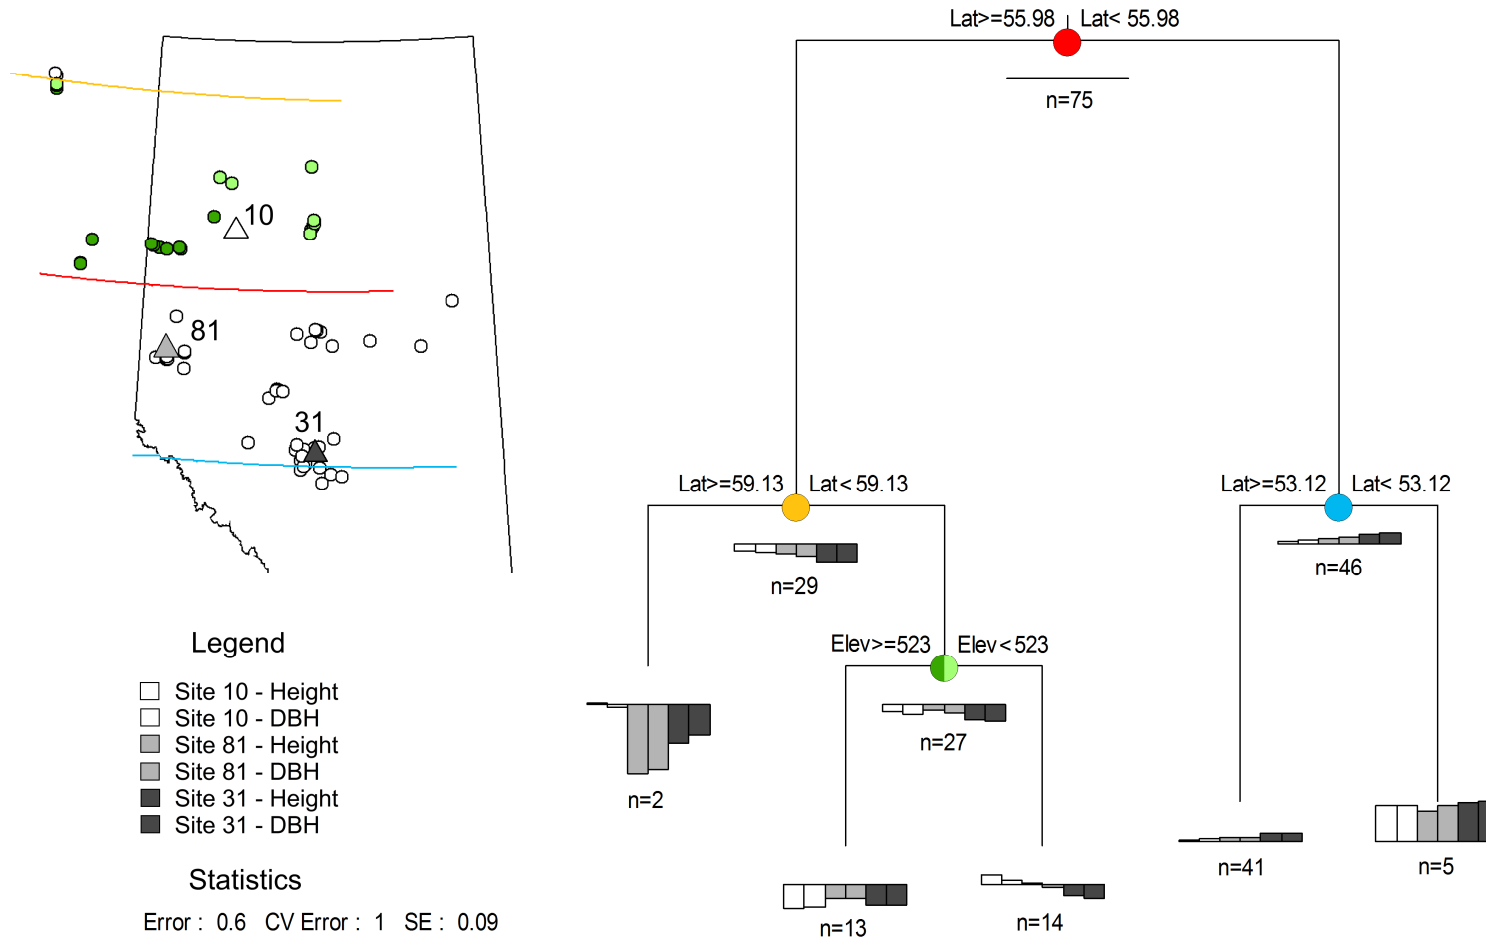 Lat>=55.98 Lat< 55.98
n=75
10
81
31
Lat>=59.13 Lat< 59.13
n=29
Lat>=53.12 Lat< 53.12
n=46
Elev>=523 Elev< 523
n=27
n=2
n=13
n=14
n=41
n=5
Legend
Site 10 - Height
Site 10 - DBH
Site 81 - Height
Site 81 - DBH
Site 31 - Height
Site 31 - DBH
Statistics
Error : 0.6 CV Error : 1 SE : 0.09